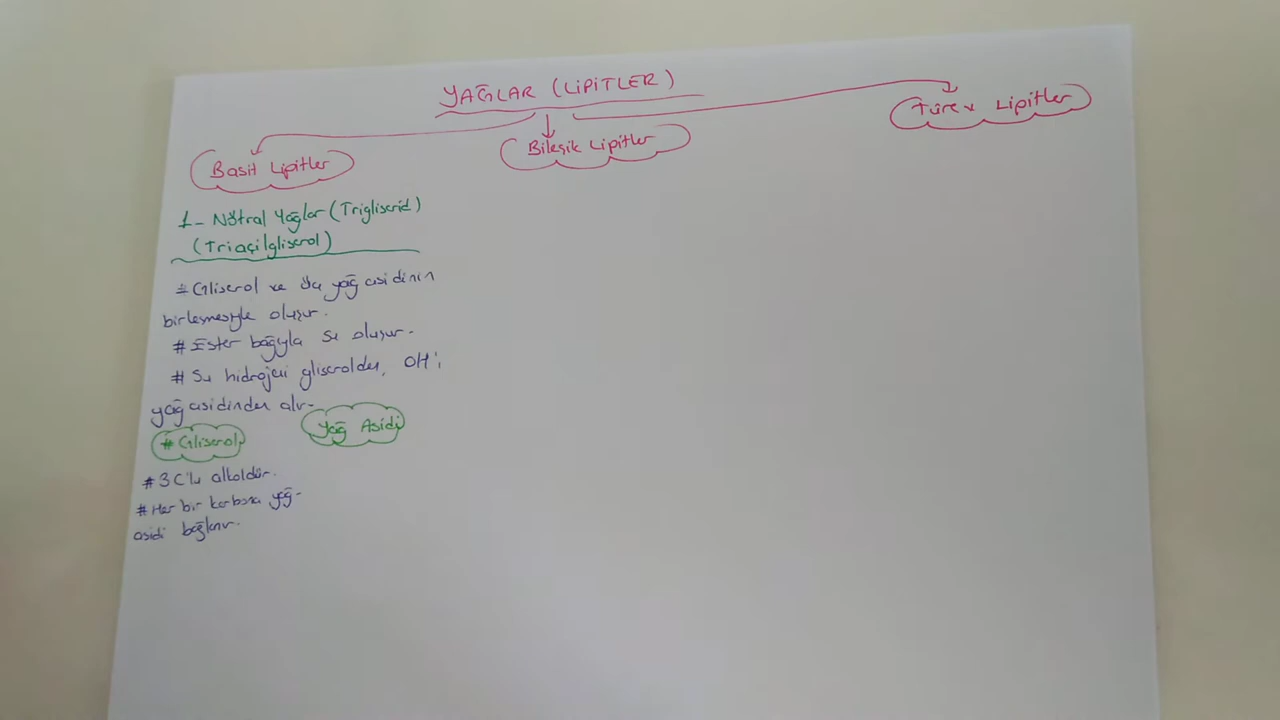 YAĞLAR (LİPİTLER)
Basit Lipitler
Bileşik Lipitler
Türev Lipitler
1- Nötral Yağlar (Trigliserid)
(Triaçilgliserol)
# Gliserol ve 3 yağ asidinin
birleşmesiyle oluşur.
# Ester bağıyla su oluşur.
# Su hidrojeni gliserolden, OH'ı
yağ asidinden alır.
# Gliserol
Yağ Asidi
# 3C'lu alkoldür.
# Her bir karbona yağ-
asidi bağlanır.